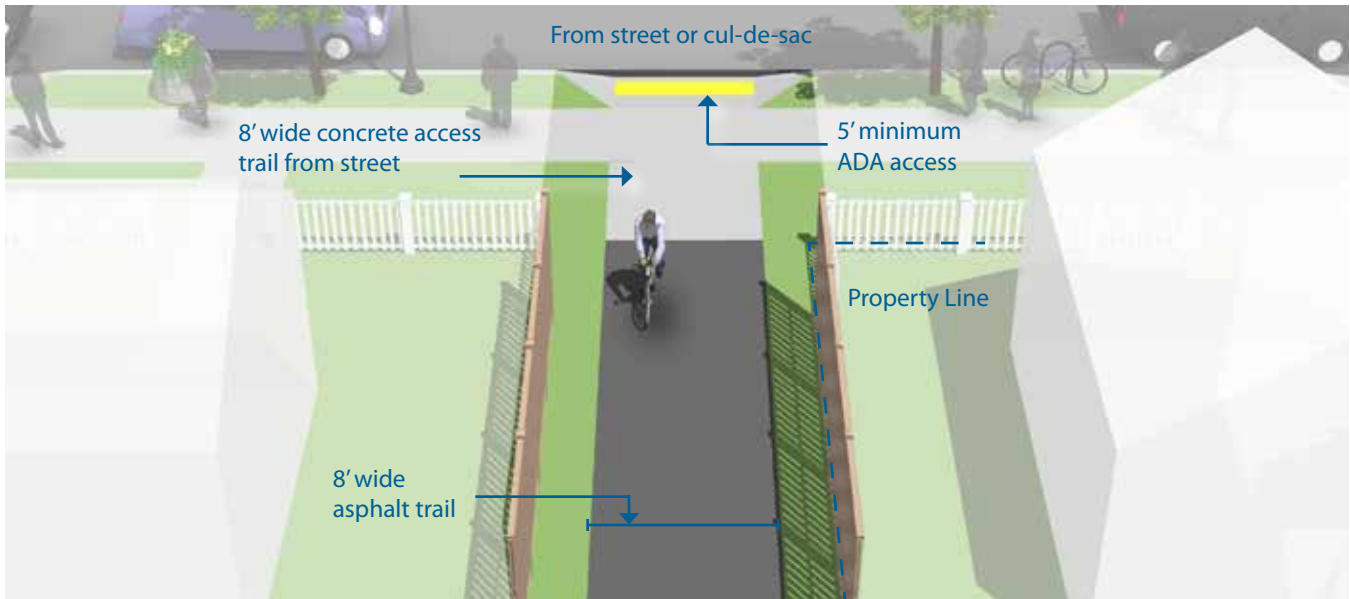 From street or cul-de-sac
8’ wide concrete access
trail from street
5’ minimum
ADA access
Property Line
8’ wide
asphalt trail